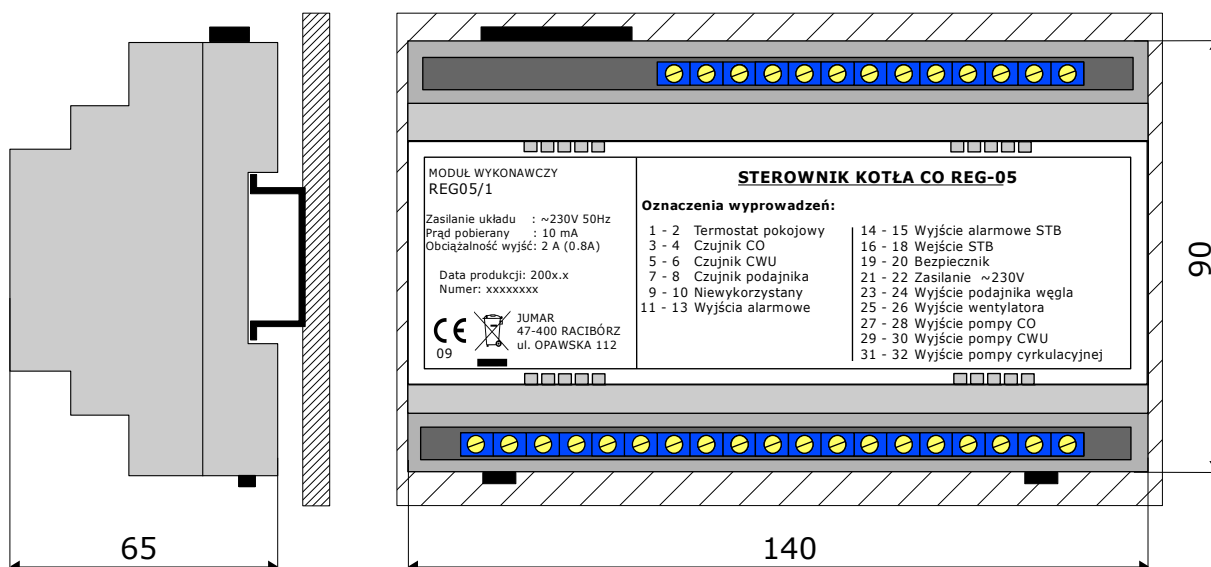 MODUŁ WYKONAWCZY
REG05/1
Zasilanie układu : ~230V 50Hz
Prąd pobierany : 10 mA
Obciążalność wyjść: 2 A (0.8A)
Data produkcji: 200x.x
Numer: xxxxxxxx
CE
09
JUMAR
47-400 RACIBÓRZ
ul. OPAWSKA 112
STEROWNIK KOTŁA CO REG-05
Oznaczenia wyprowadzeń:
1 - 2 Termostat pokojowy
3 - 4 Czujnik CO
5 - 6 Czujnik CWU
7 - 8 Czujnik podajnika
9 - 10 Niewykorzystany
11 - 13 Wyjścia alarmowe
14 - 15 Wyjście alarmowe STB
16 - 18 Wejście STB
19 - 20 Bezpiecznik
21 - 22 Zasilanie ~230V
23 - 24 Wyjście podajnika węgla
25 - 26 Wyjście wentylatora
27 - 28 Wyjście pompy CO
29 - 30 Wyjście pompy CWU
31 - 32 Wyjście pompy cyrkulacyjnej
90
65
140